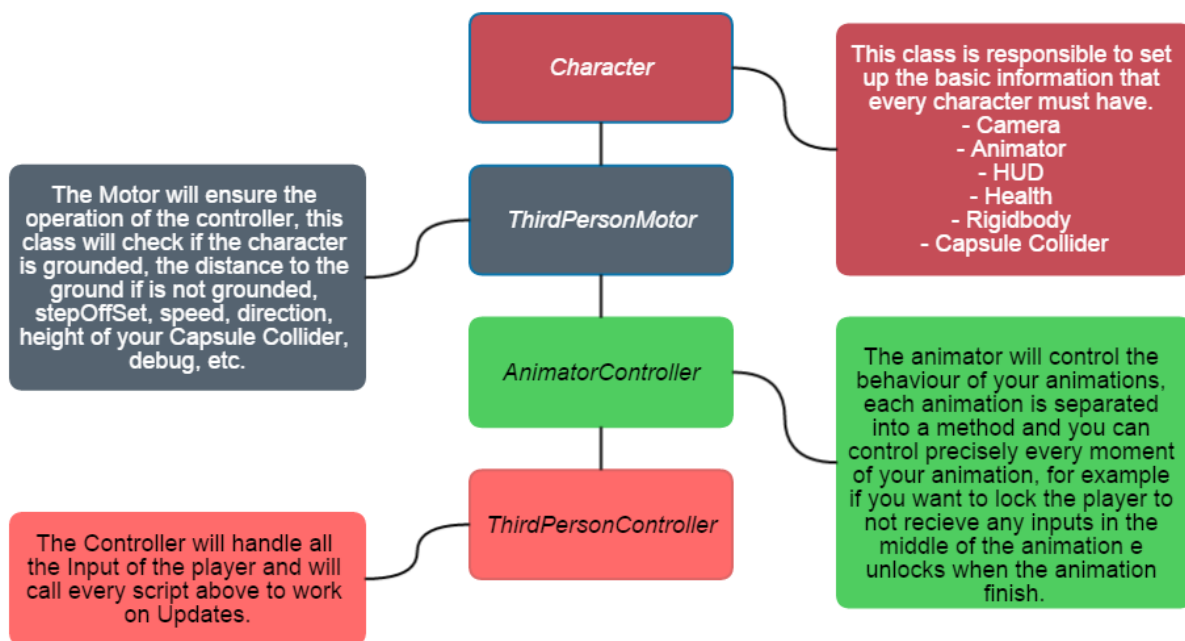 Character
This class is responsible to set
up the basic information that
every character must have.
- Camera
- Animator
- HUD
- Health
- Rigidbody
- Capsule Collider
The Motor will ensure the
operation of the controller, this
class will check if the character
is grounded, the distance to the
ground if is not grounded,
stepOffSet, speed, direction,
height of your Capsule Collider,
debug, etc.
ThirdPersonMotor
AnimatorController
The animator will control the
behaviour of your animations,
each animation is separated
into a method and you can
control precisely every moment
of your animation, for example
if you want to lock the player to
not recieve any inputs in the
middle of the animation e
unlocks when the animation
finish.
ThirdPersonController
The Controller will handle all
the Input of the player and will
call every script above to work
on Updates.